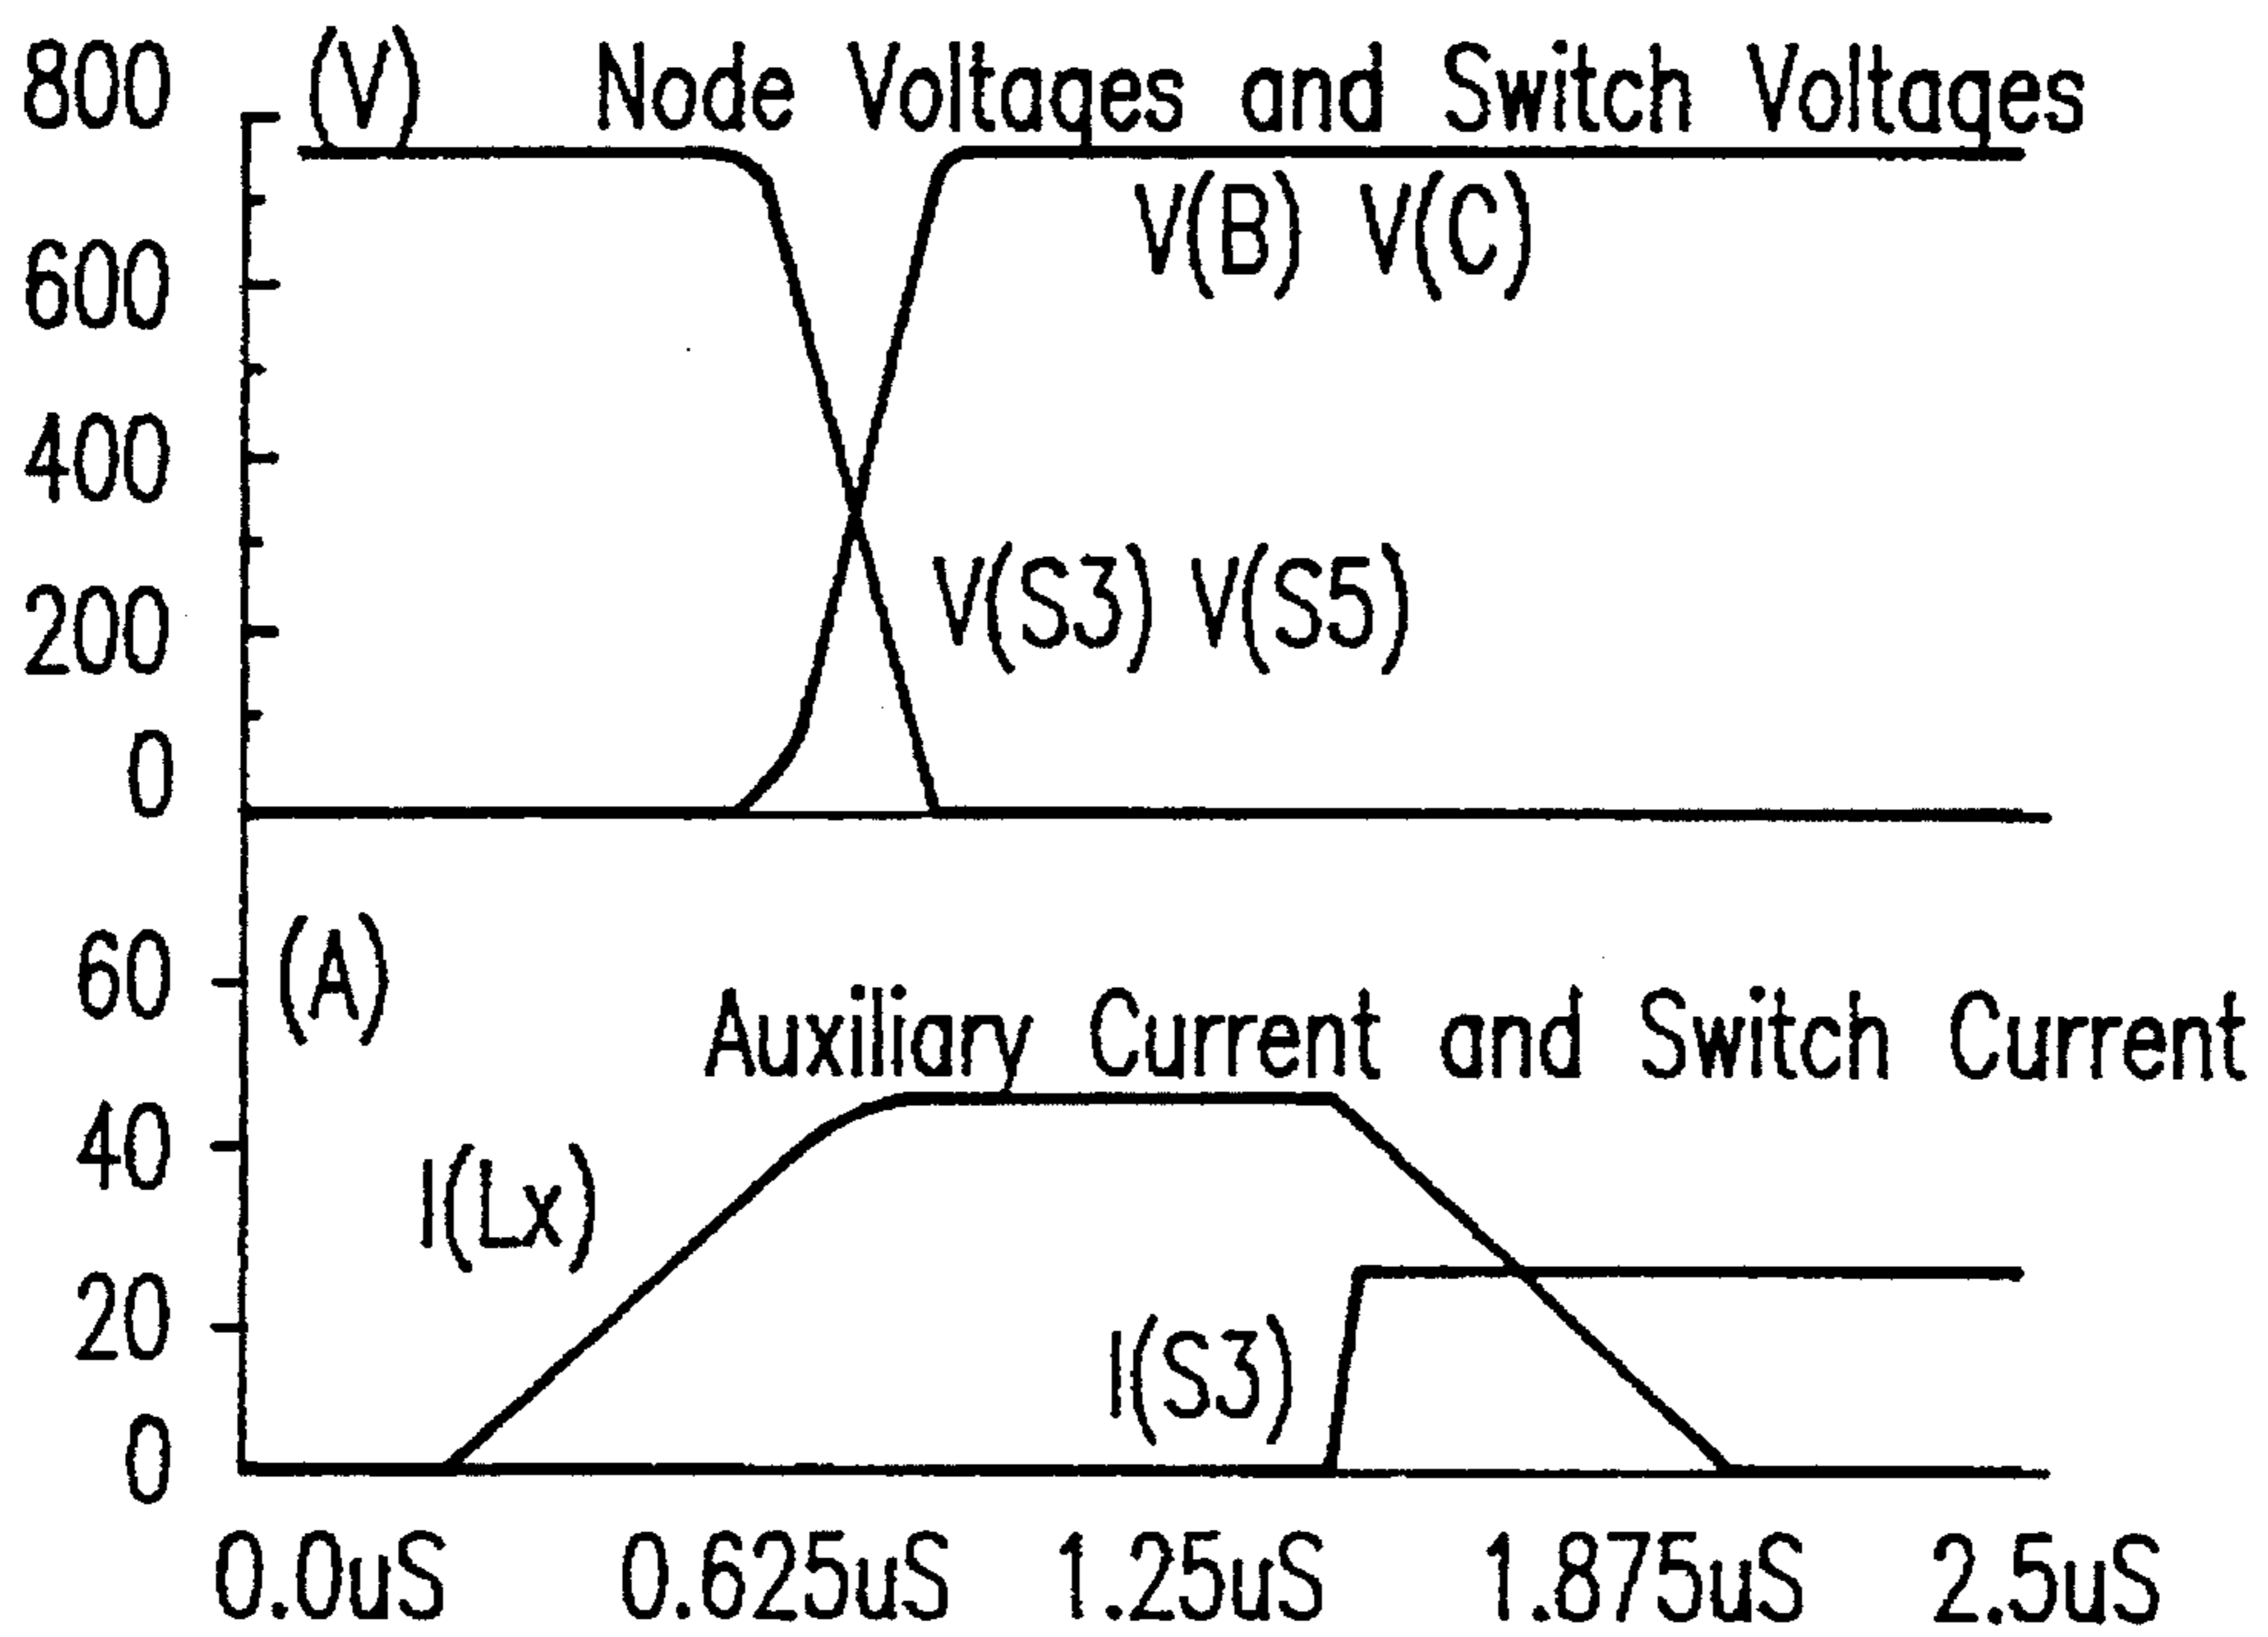 800 (V) Node Voltages and Switch Voltages
V(B) V(C)
600
400
V(S3) V(S5)
200
0
60 (A)
Auxiliary Current and Switch Current
40
I(Lx)
20
I(S3)
0
0.0uS 0.625uS 1.25uS 1.875uS 2.5uS